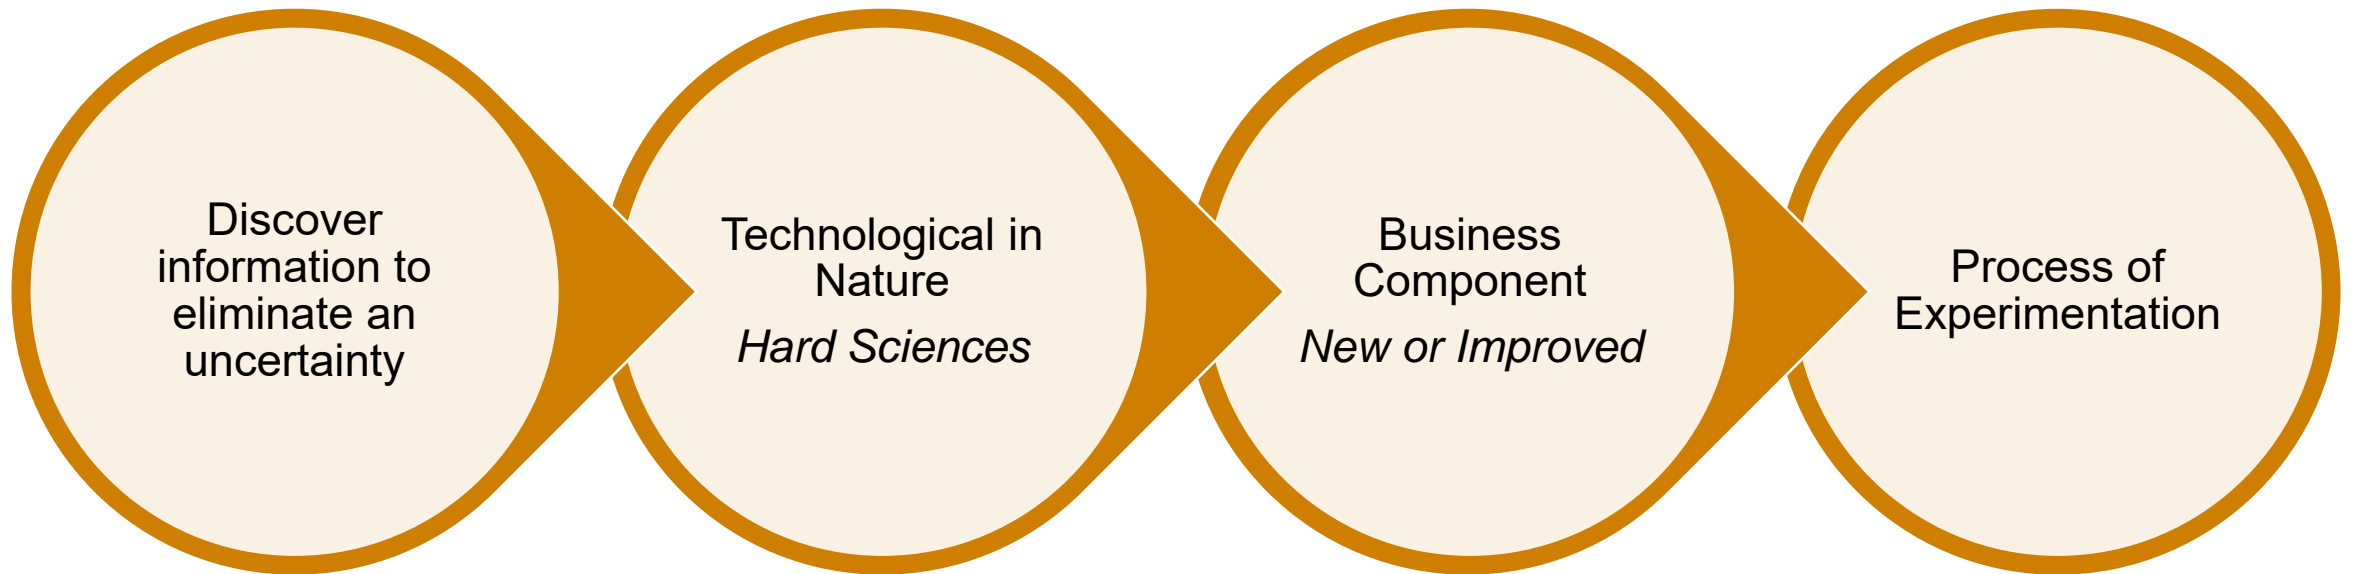 Discover
information to
eliminate an
uncertainty
Technological in
Nature
Hard Sciences
Business
Component
New or Improved
Process of
Experimentation